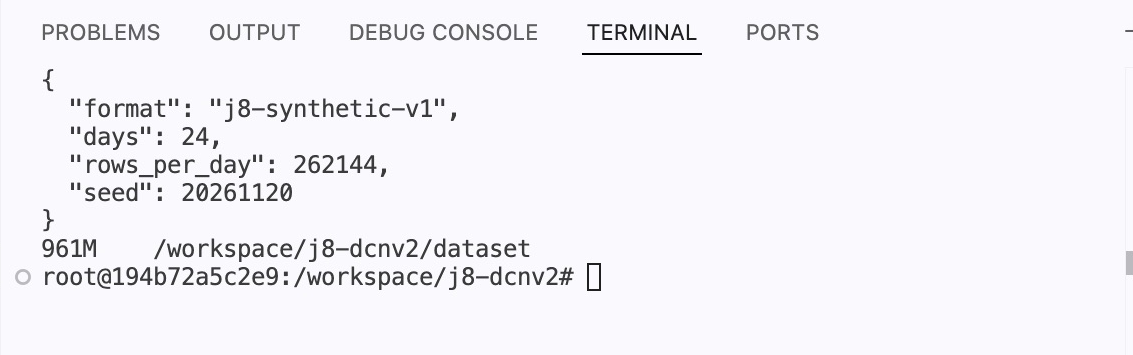 PROBLEMS OUTPUT DEBUG CONSOLE TERMINAL PORTS
{
  "format": "j8-synthetic-v1",
  "days": 24,
  "rows_per_day": 262144,
  "seed": 20261120
}
961M    /workspace/j8-dcnv2/dataset
root@194b72a5c2e9:/workspace/j8-dcnv2#